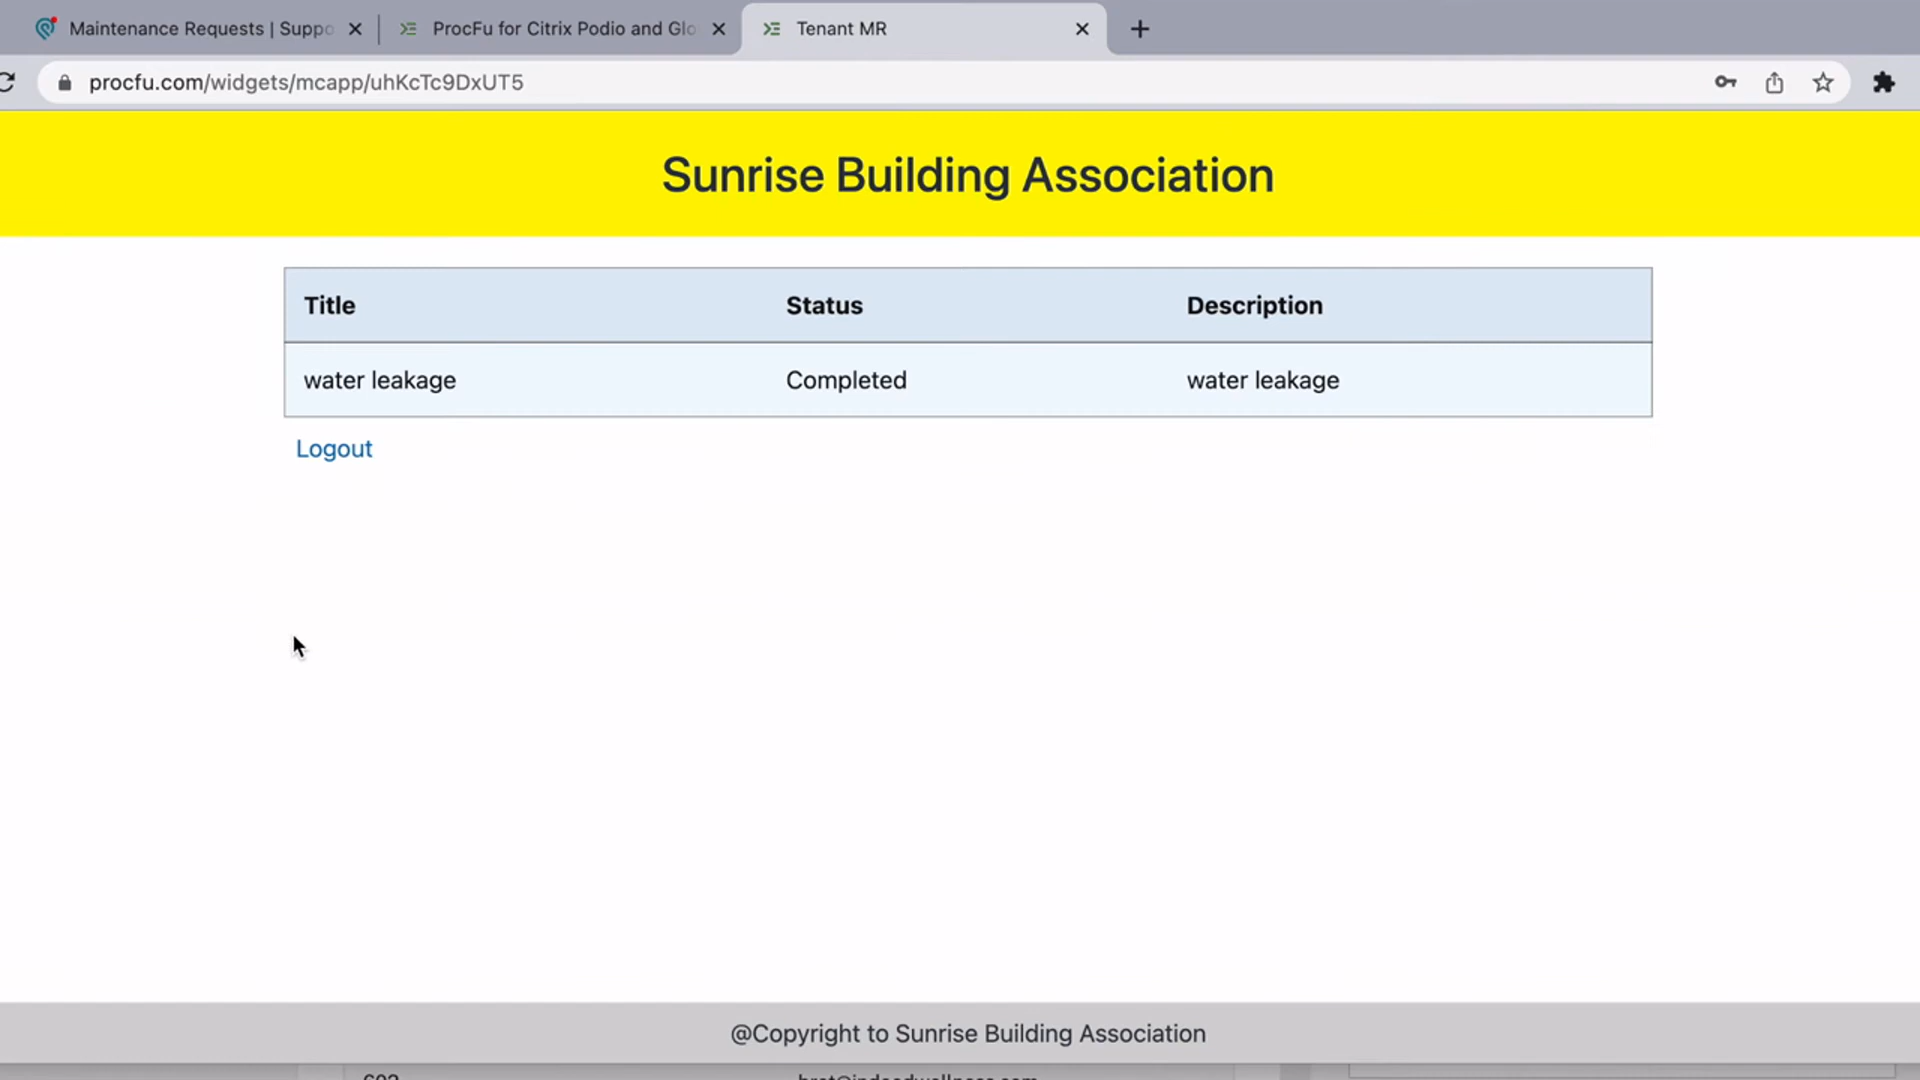 Maintenance Requests | Suppo
ProcFu for Citrix Podio and Glo
Tenant MR
procfu.com/widgets/mcapp/uhKcTc9DxUT5
Sunrise Building Association
Title Status Description
water leakage Completed water leakage
Logout
@Copyright to Sunrise Building Association